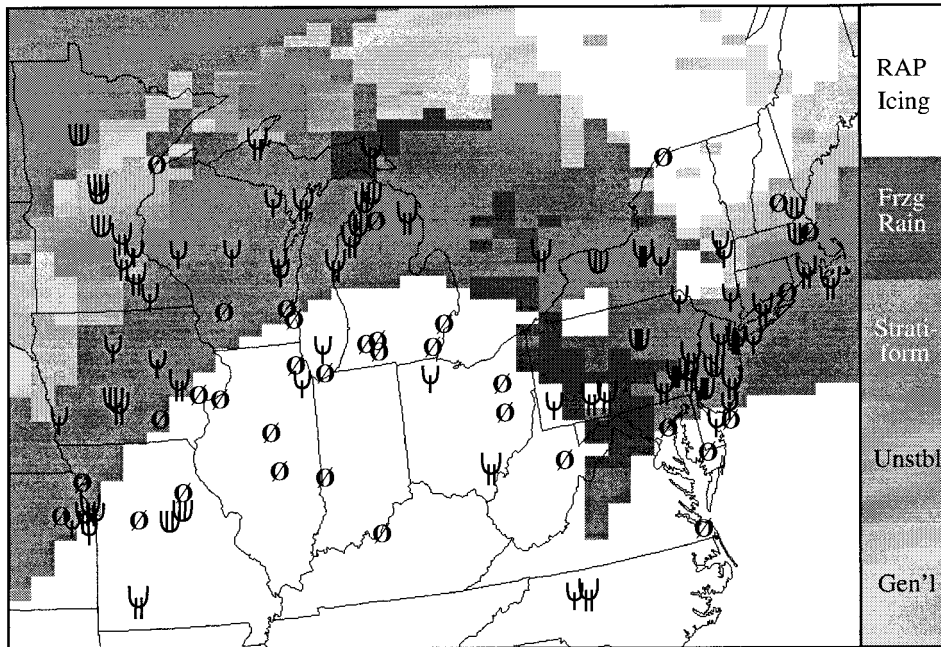 RAP
Icing
Frzg
Rain
Strati-
form
Unstbl
Gen'l